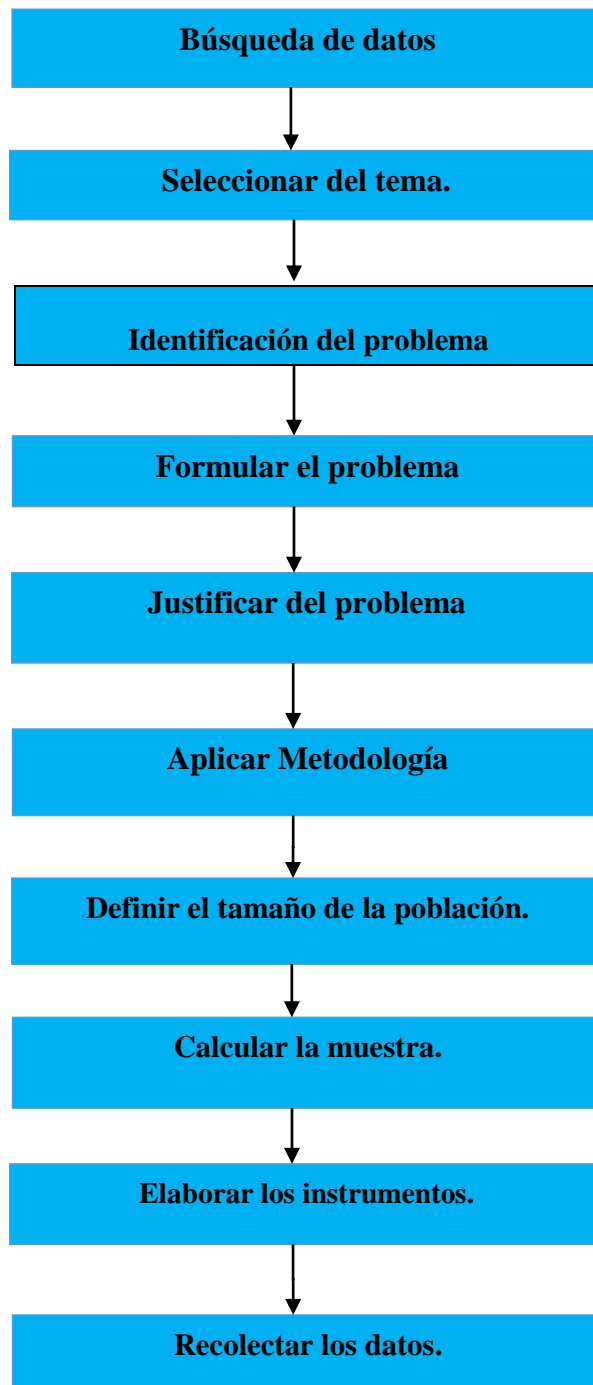 Búsqueda de datos
Seleccionar del tema.
Identificación del problema
Formular el problema
Justificar del problema
Aplicar Metodología
Definir el tamaño de la población.
Calcular la muestra.
Elaborar los instrumentos.
Recolectar los datos.